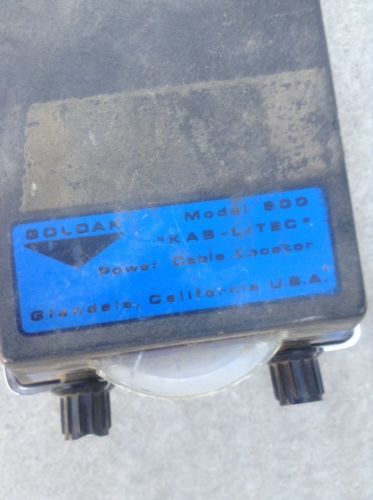 GOLDAK Model 800
"KAB-LITEC"
Power Cable Locator
Glendale, California U.S.A.